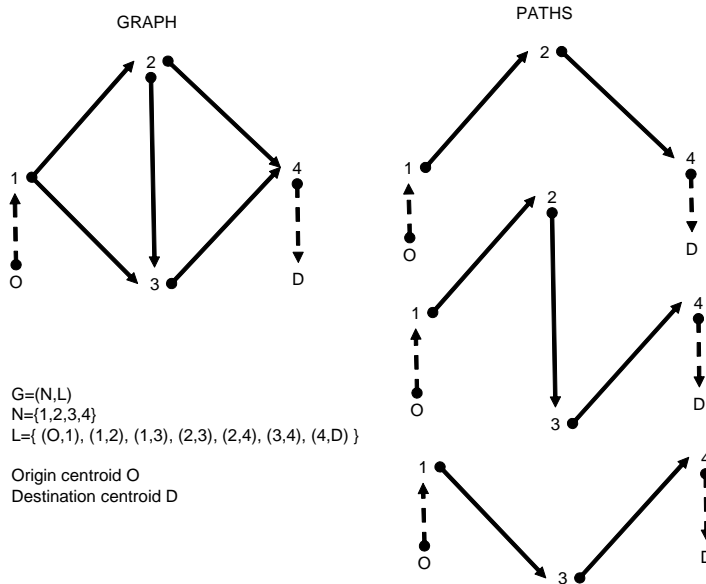 GRAPH
2
1
4
3
O
D
G=(N,L)
N={1,2,3,4}
L={ (O,1), (1,2), (1,3), (2,3), (2,4), (3,4), (4,D) }
Origin centroid O
Destination centroid D
PATHS
2
1
4
O
D
2
1
4
O
D
3
1
4
O
D
3